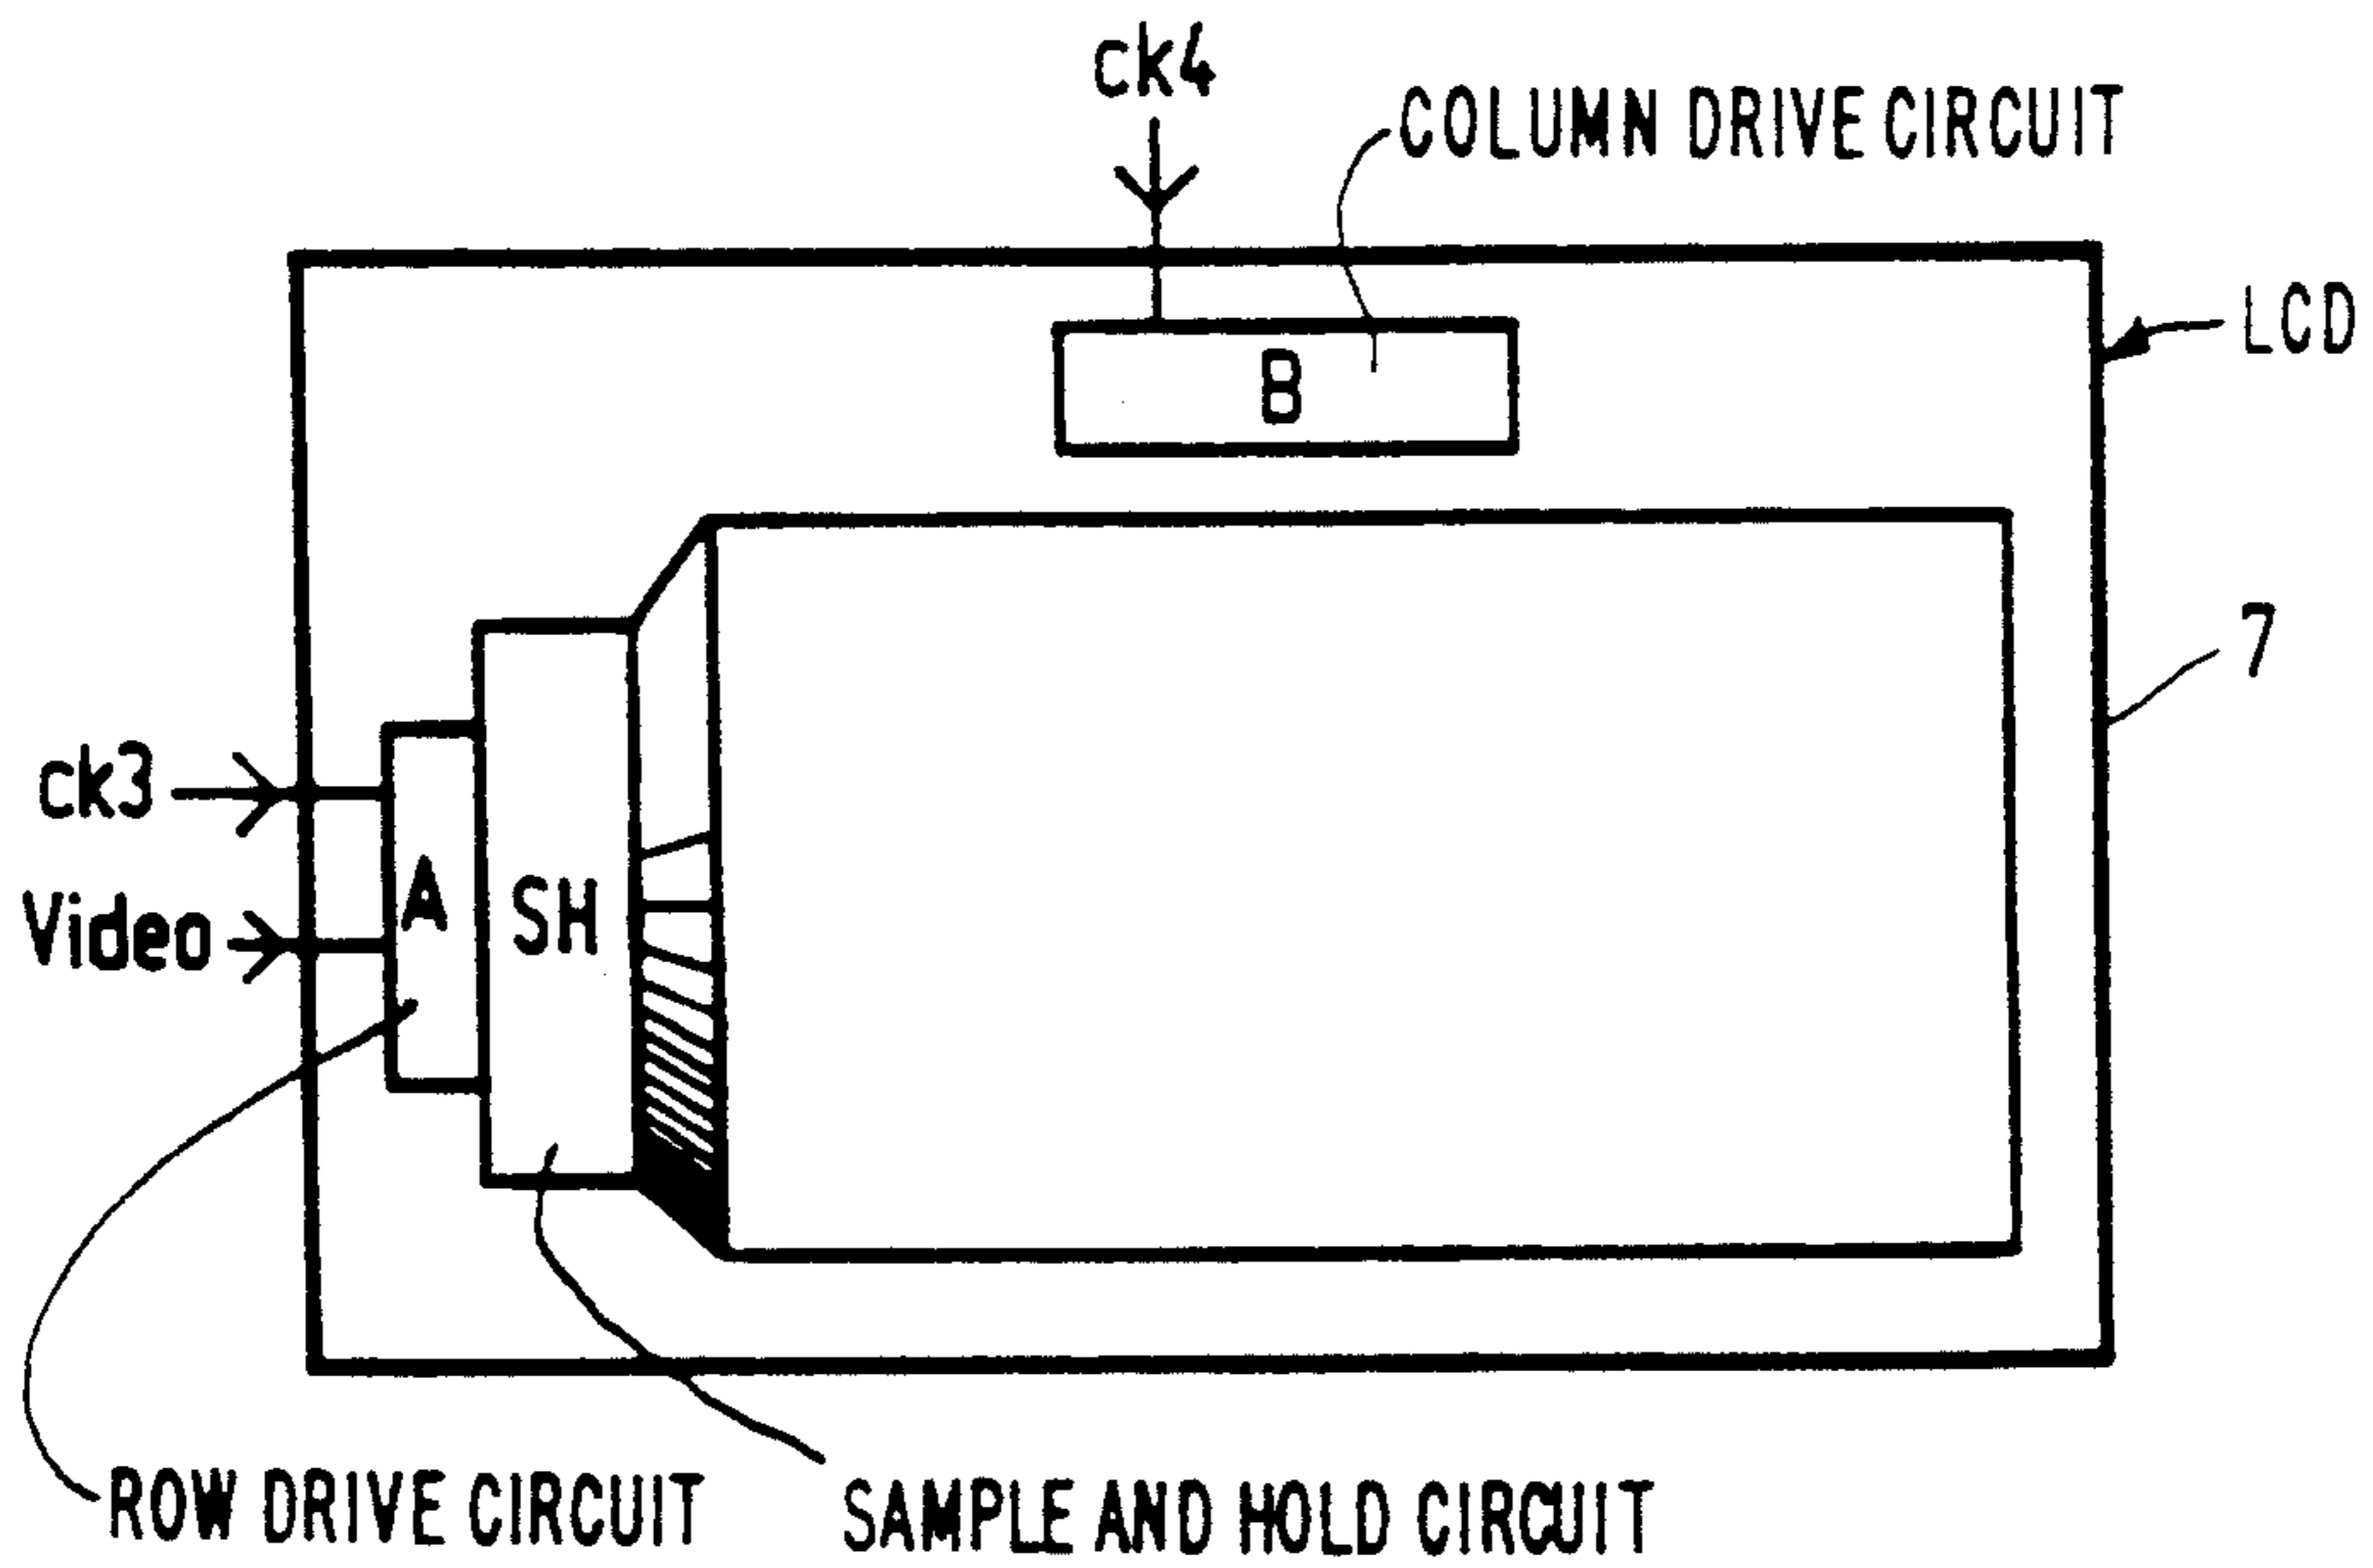 ck4
COLUMN DRIVE CIRCUIT
LCD
B
7
ck3
A
SH
Video
ROW DRIVE CIRCUIT
SAMPLE AND HOLD CIRCUIT